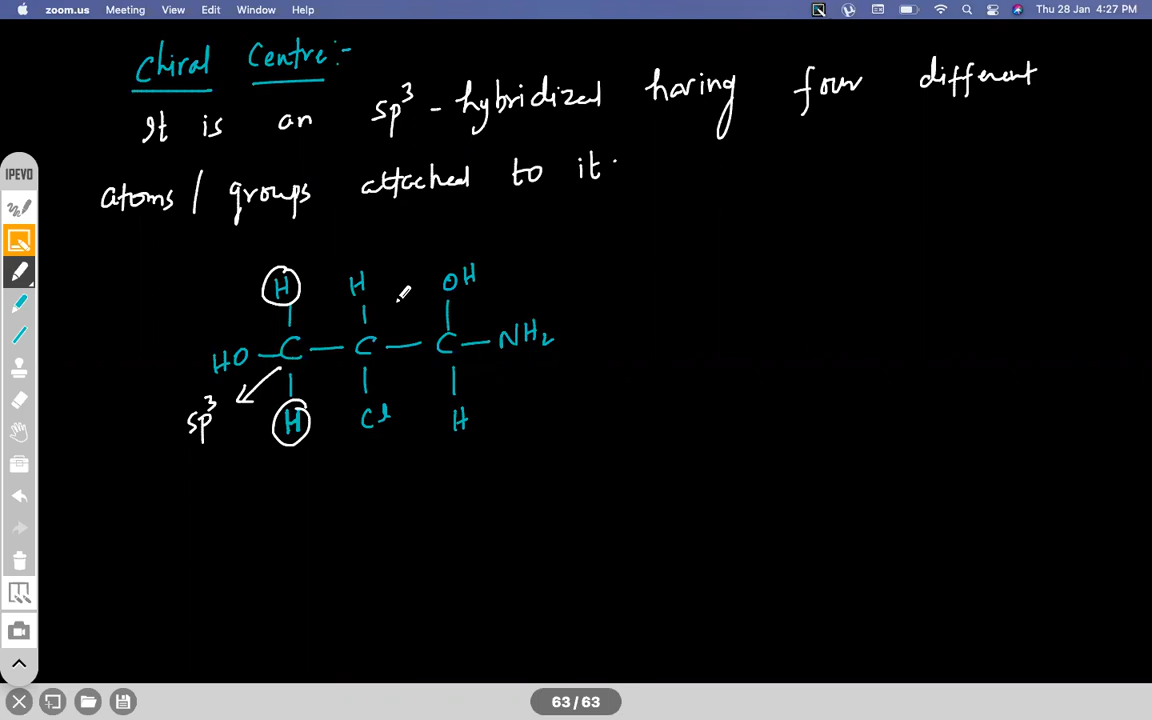 zoom.us Meeting View Edit Window Help Thu 28 Jan 4:27 PM
Chiral Centre:-
It is an sp³-hybridized having four different
atoms/groups attached to it.
IPEVO
H H OH
HO-C-C-C-NH₂
sp³ H Cl H
63/63